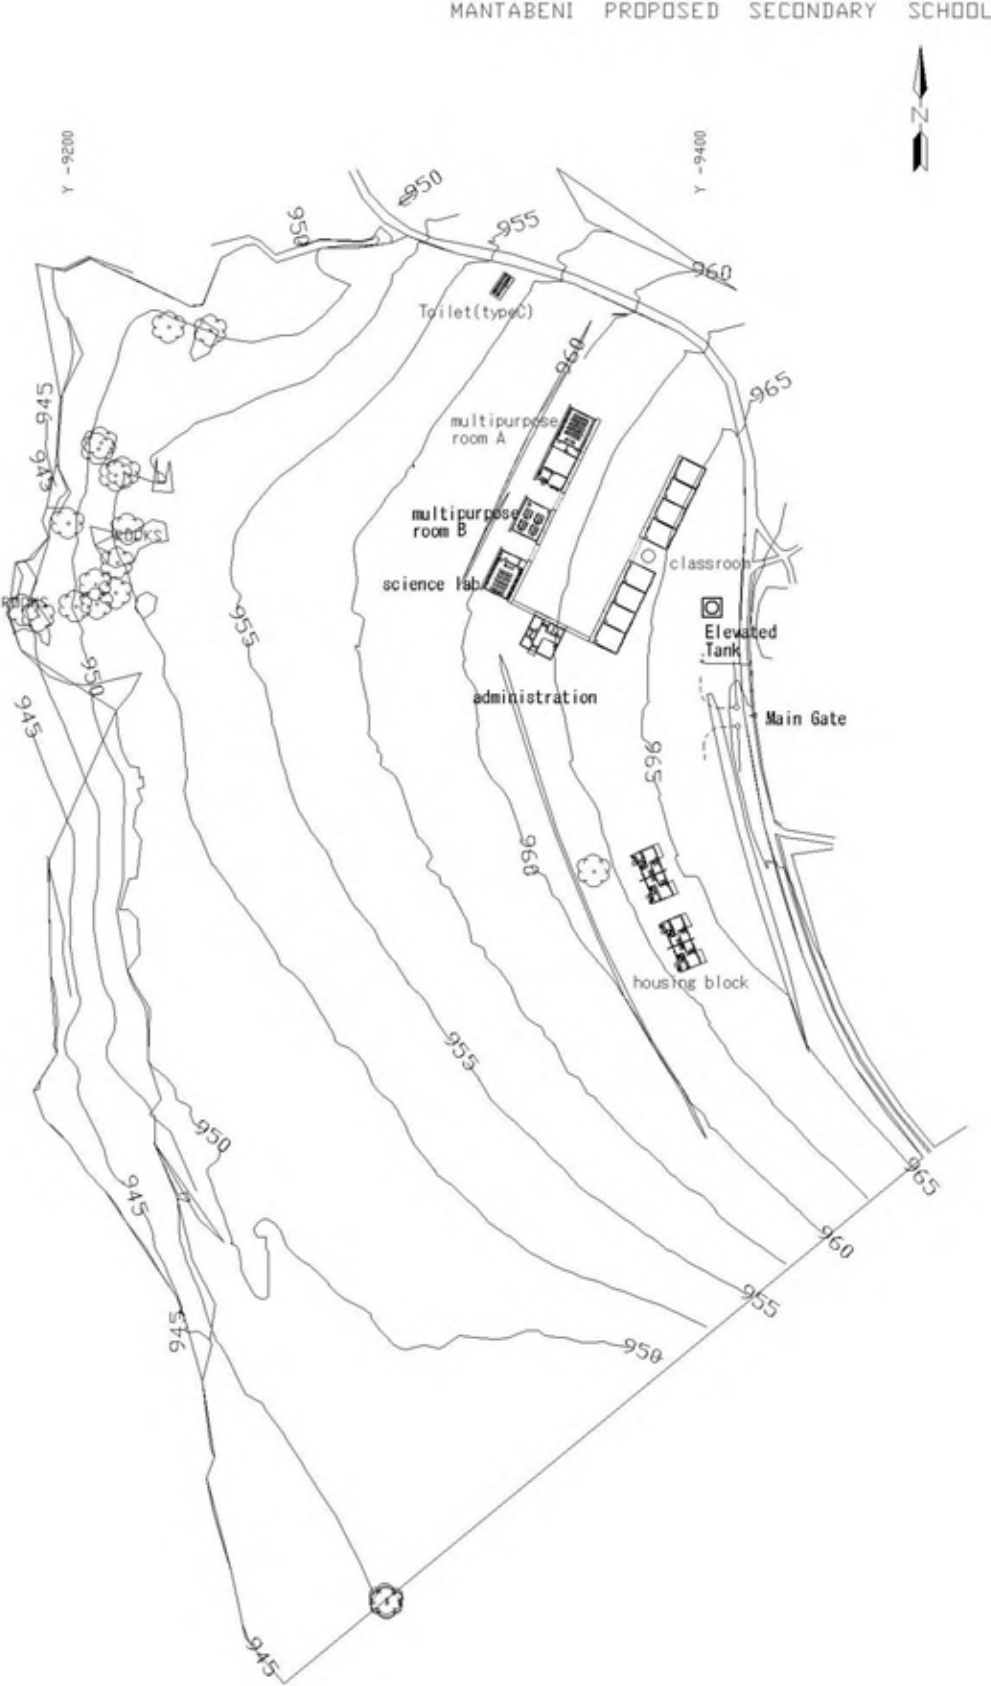 MANTABENI PROPOSED SECONDARY SCHOOL
N
Y -9200
Y -9400
950
950
955
960
Toilet(typeC)
960
965
945
945
multipurpose
room A
multipurpose
room B
ROOKS
classroom
science lab
955
Elevated
Tank
950
administration
945
Main Gate
965
960
housing block
955
950
965
945
960
955
945
950
945